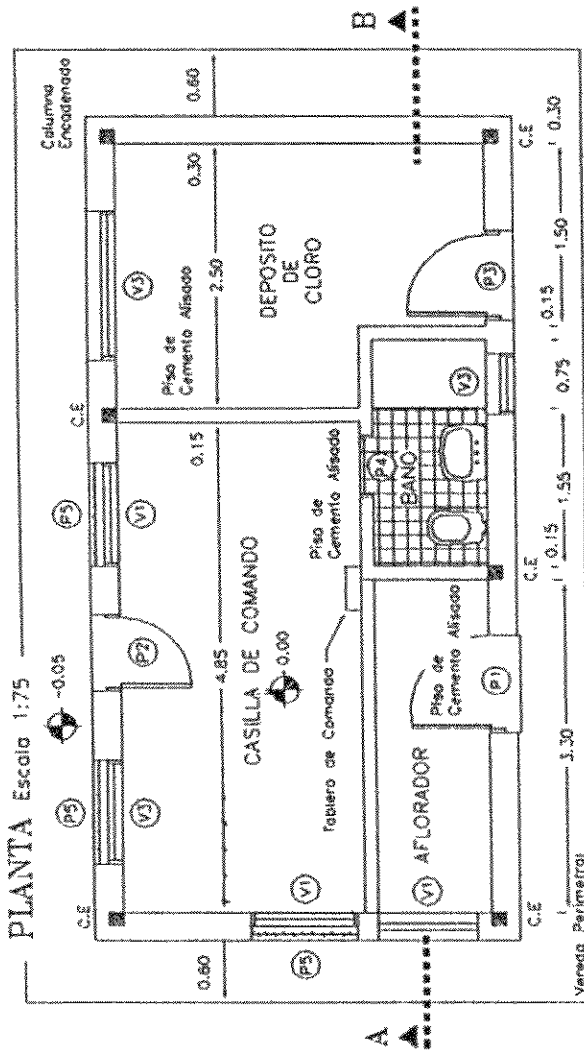 PLANTA Escala 1:75
-0.05
P5
P5
Columna
Encadenado
C.E
C.E
V3
P2
V1
V3
0.60
4.85
0.15
2.50
0.30
0.60
Piso de
Cemento Alisado
CASILLA DE COMANDO
0.00
DEPOSITO
DE
CLORO
P5
V1
Tablero de Comando
Piso de
Cemento Alisado
P4
BAÑO
V1
AFLORADOR
Piso de
Cemento Alisado
P1
V3
P3
A
B
C.E
C.E
C.E
3.30
0.15
1.55
0.75
0.15
1.50
0.30
Vereda Perimetral